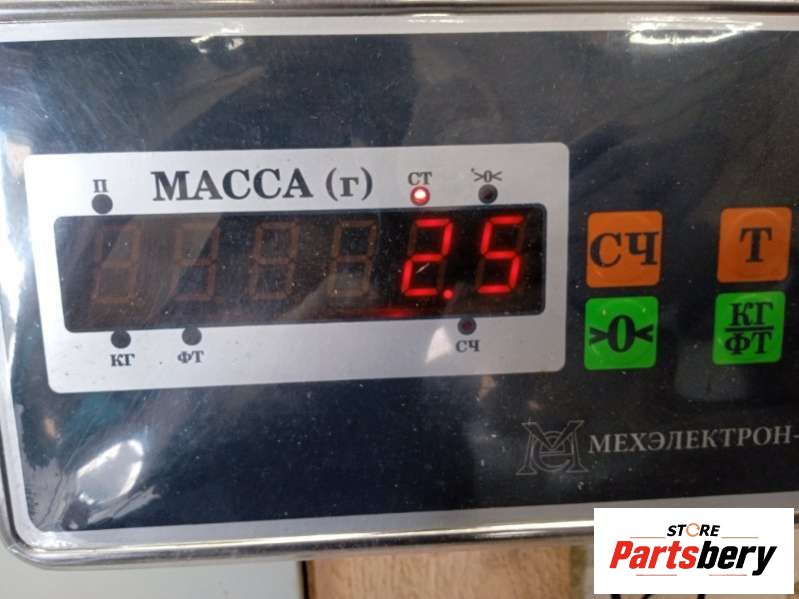 П МАССА (г) СТ >0<
2.5
КГ ФТ СЧ
СЧ Т
>0< КГ/ФТ
МЕХЭЛЕКТРОН-
STORE
Partsbery